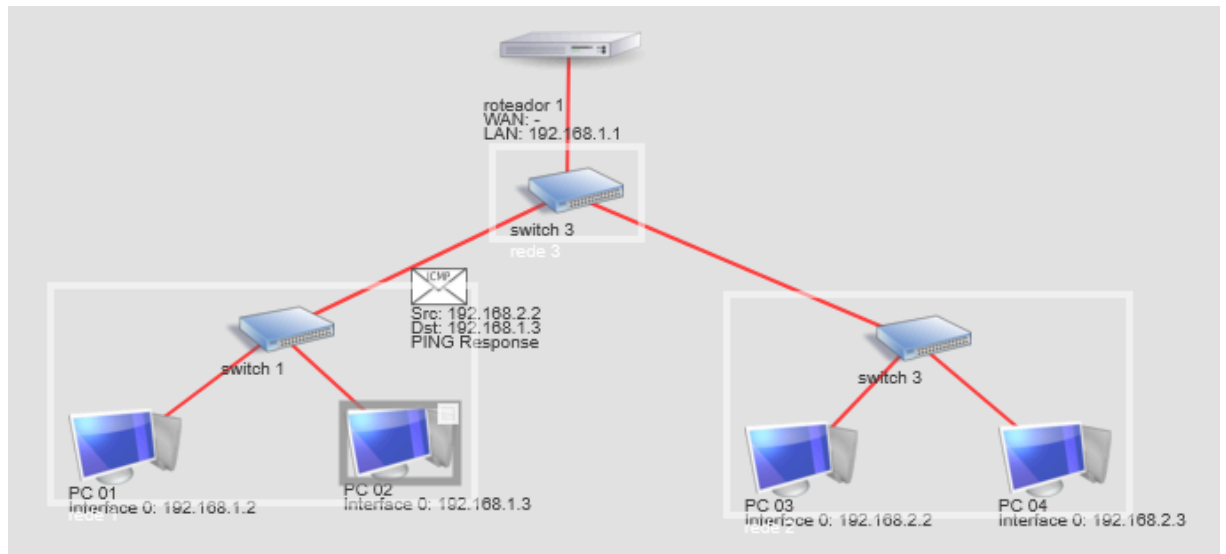 roteador 1
WAN: -
LAN: 192.168.1.1
switch 3
rede 3
ICMP
Src: 192.168.2.2
Dst: 192.168.1.3
PING Response
switch 1
switch 3
PC 01
interface 0: 192.168.1.2
rede 1
PC 02
interface 0: 192.168.1.3
PC 03
interface 0: 192.168.2.2
rede 2
PC 04
interface 0: 192.168.2.3